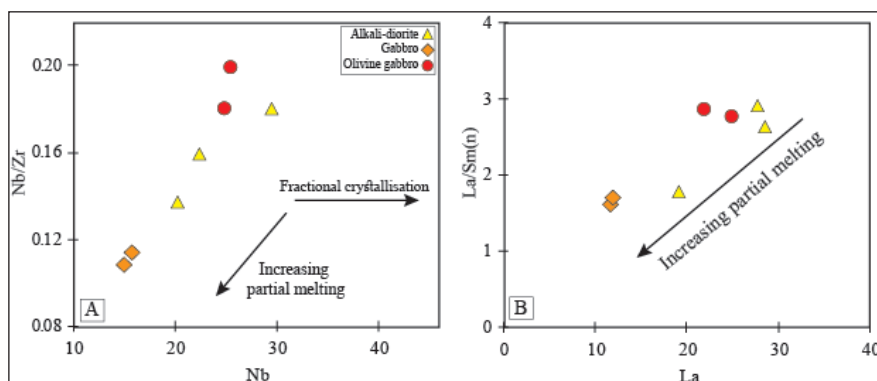 Alkali-diorite
Gabbro
Olivine gabbro
0.20
0.16
0.12
0.08
Nb/Zr
Fractional crystallisation
Increasing
partial melting
A
10
20
30
40
Nb
4
3
2
1
0
La/Sm(n)
Increasing partial melting
B
0
10
20
30
40
La